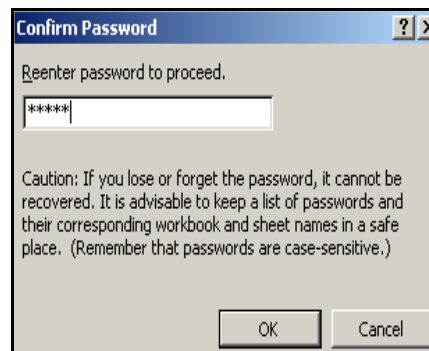 Confirm Password
? X
Reenter password to proceed.
*****
Caution: If you lose or forget the password, it cannot be
recovered. It is advisable to keep a list of passwords and
their corresponding workbook and sheet names in a safe
place. (Remember that passwords are case-sensitive.)
OK Cancel